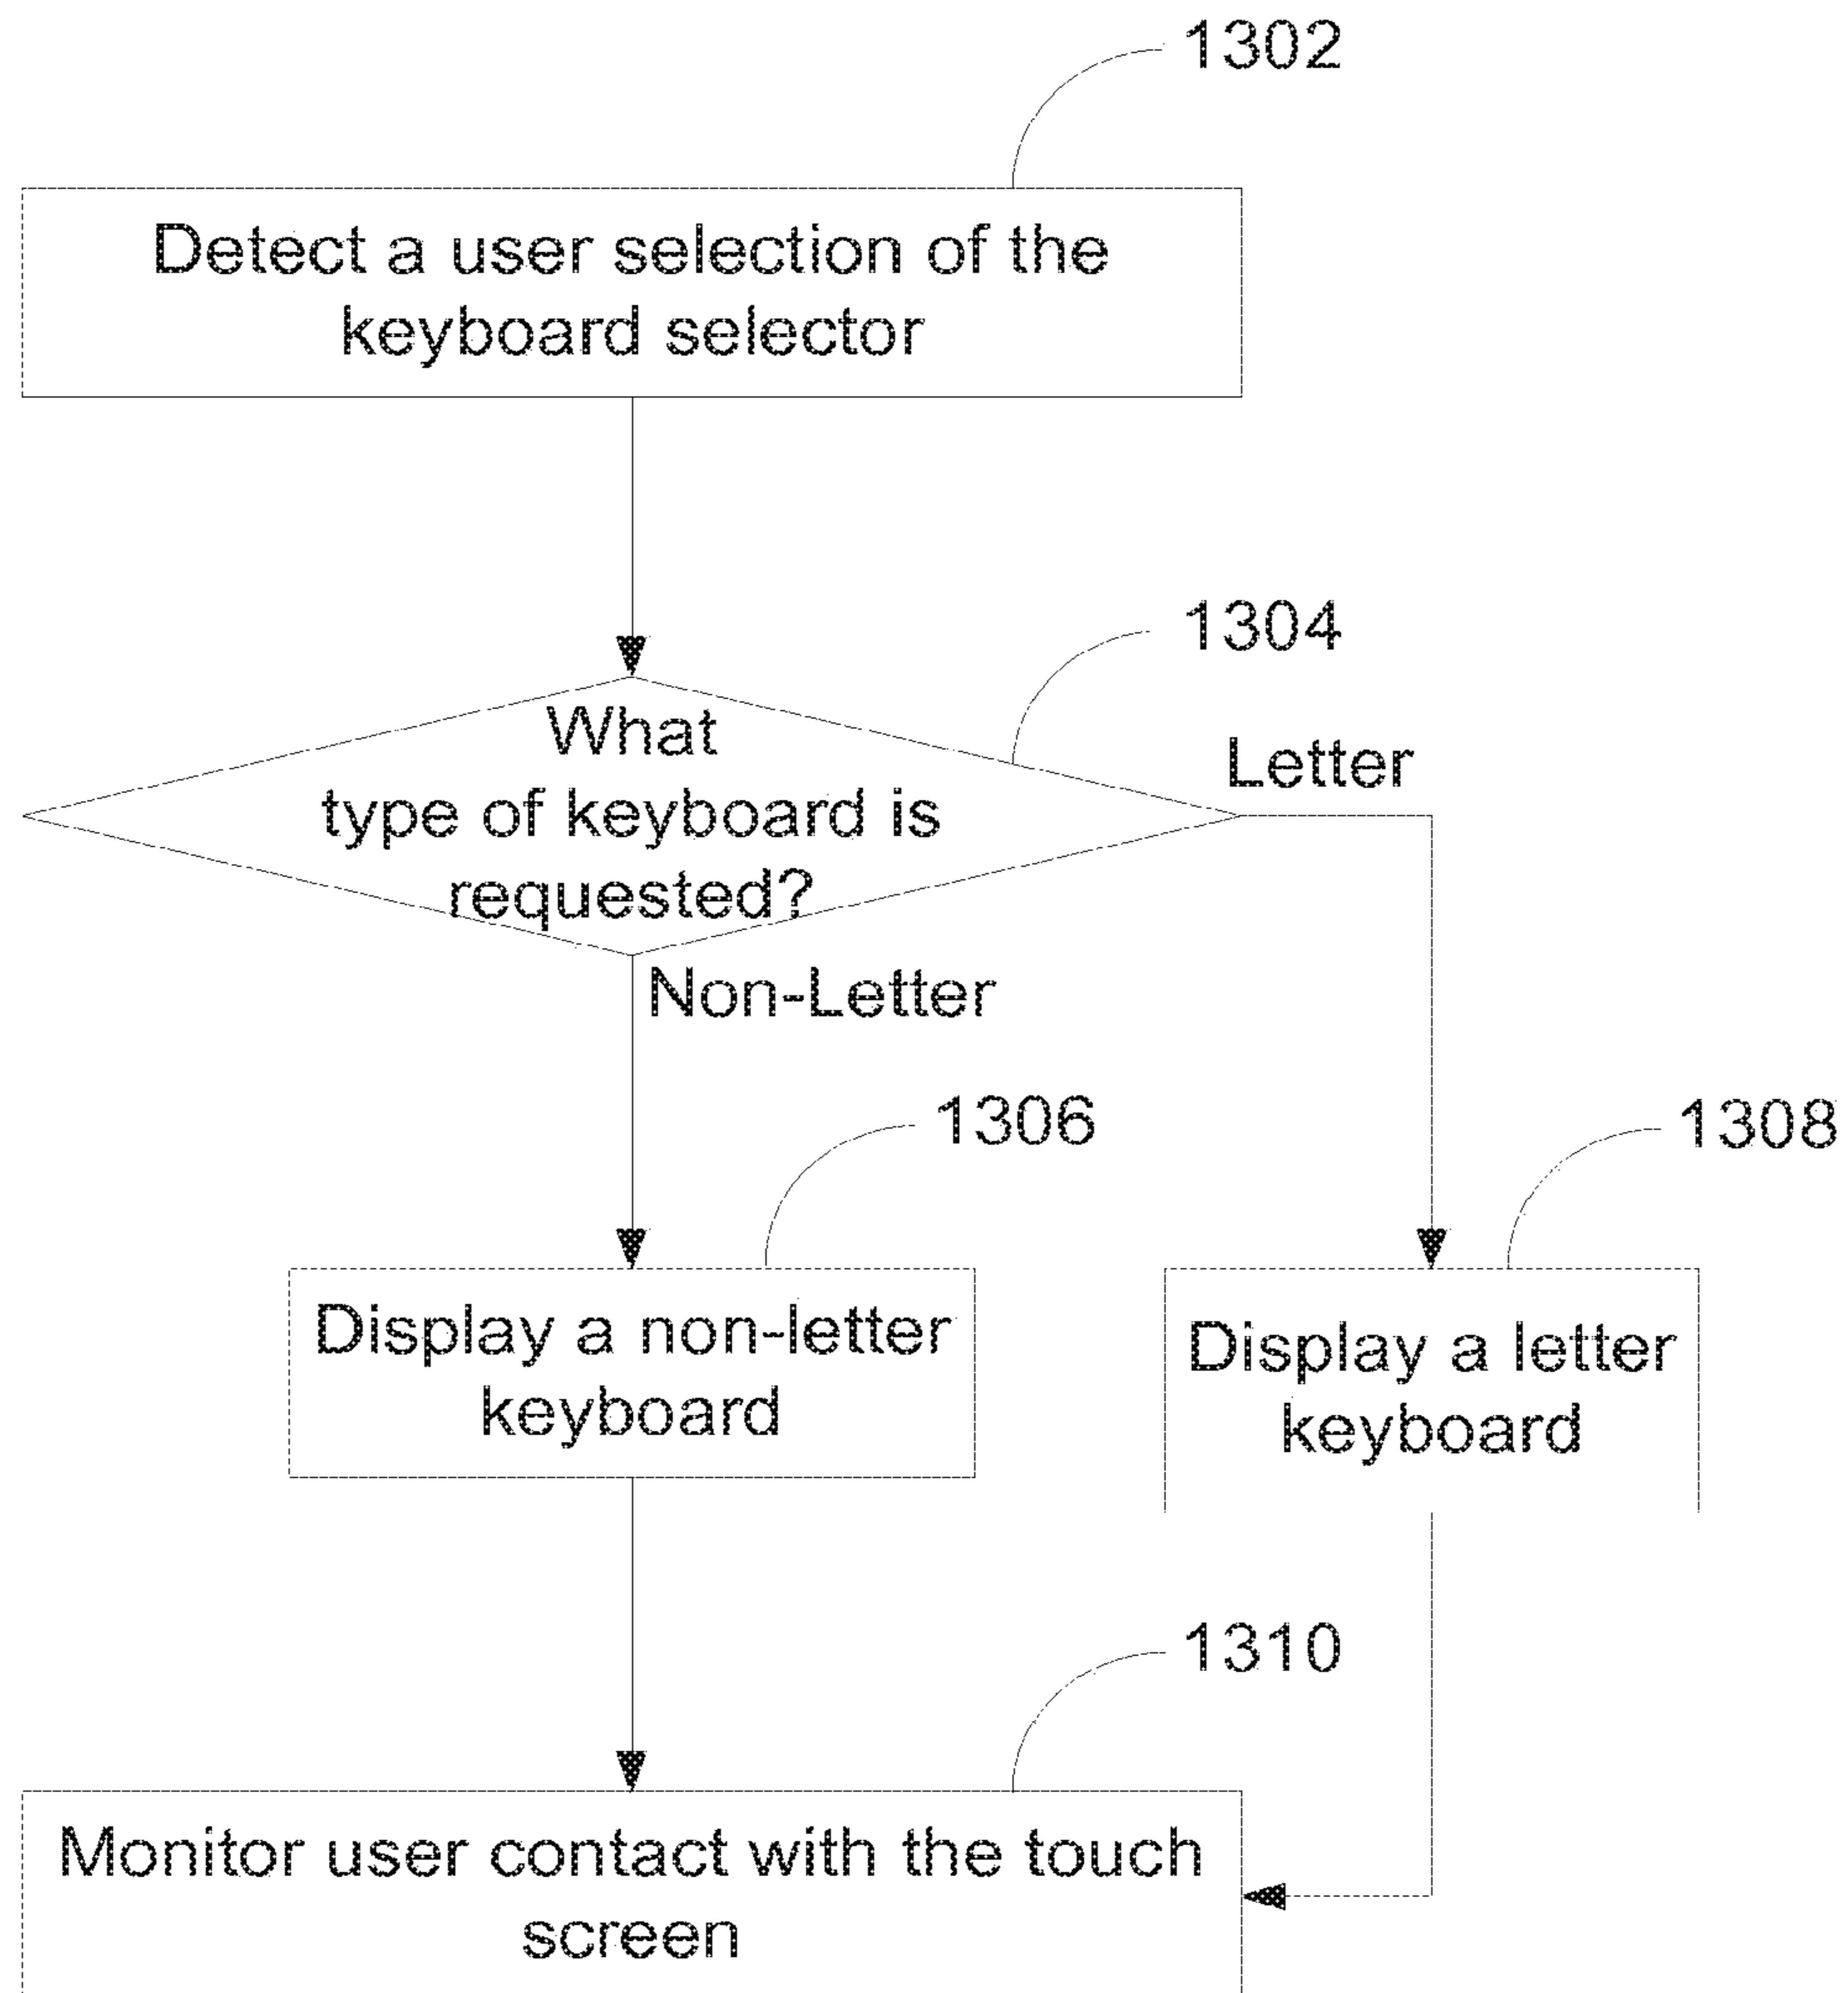 1302
Detect a user selection of the
keyboard selector
1304
What
type of keyboard is
requested?
Letter
Non-Letter
1306
1308
Display a non-letter
keyboard
Display a letter
keyboard
1310
Monitor user contact with the touch
screen